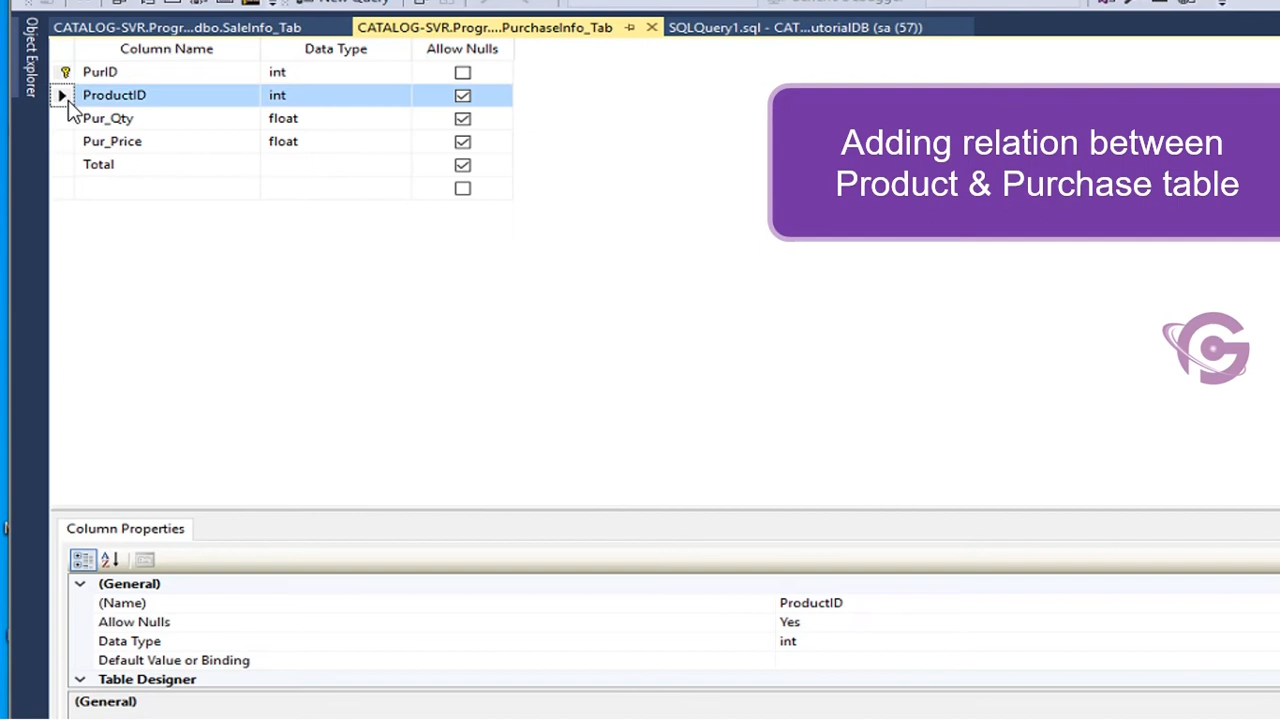 New Query
CATALOG-SVR.Progr...dbo.SaleInfo_Tab
CATALOG-SVR.Progr....PurchaseInfo_Tab
SQLQuery1.sql - CAT...utorialDB (sa (57))
Object Explorer
Column Name Data Type Allow Nulls
PurID int
ProductID int
Pur_Qty float
Pur_Price float
Total
Adding relation between
Product & Purchase table
Column Properties
(General)
(Name) ProductID
Allow Nulls Yes
Data Type int
Default Value or Binding
Table Designer
(General)